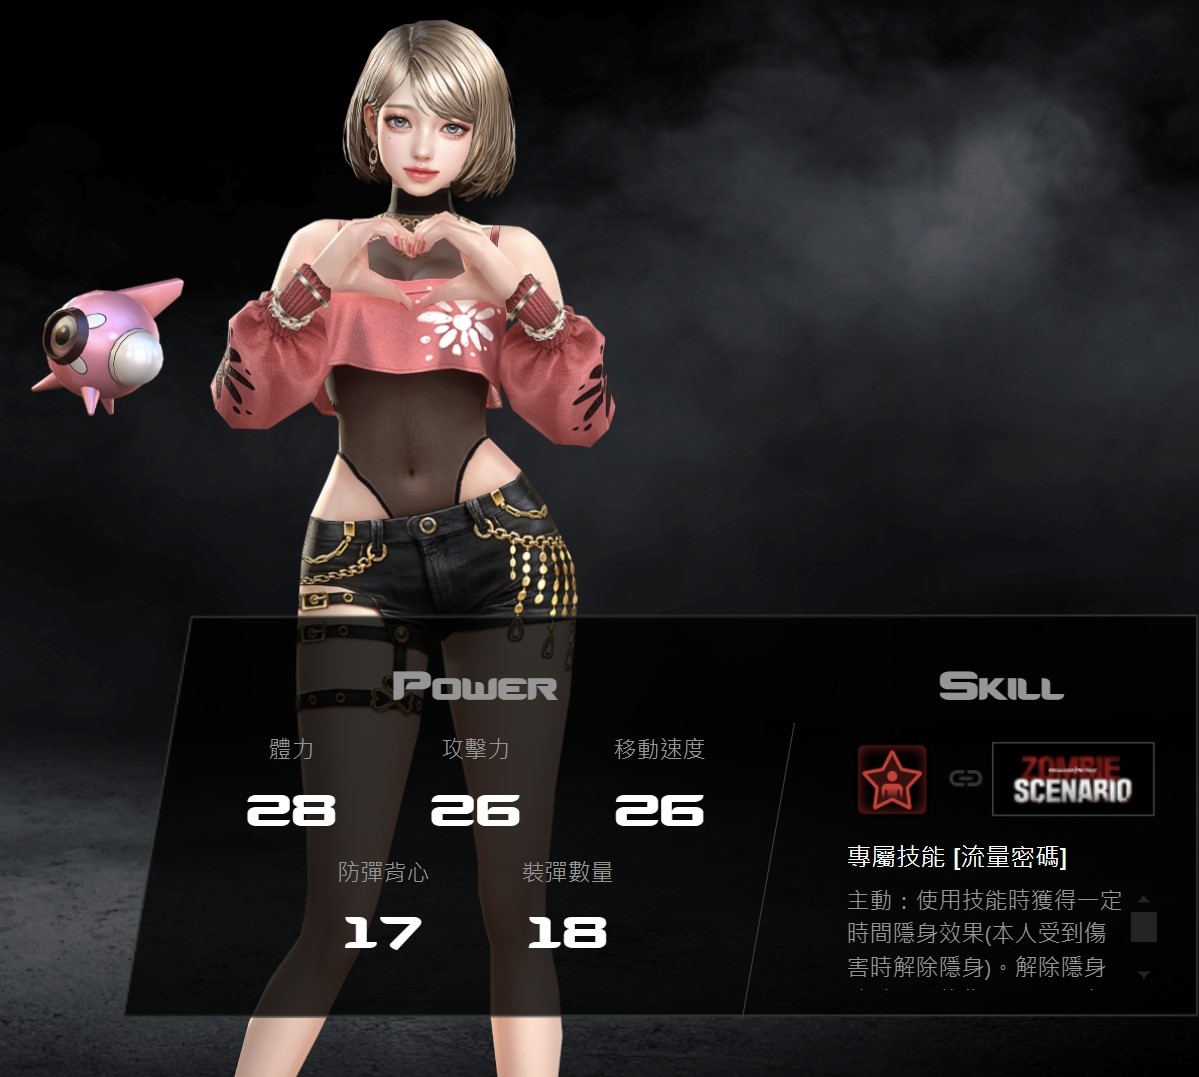 POWER
體力
攻擊力
移動速度
28
26
26
防彈背心
裝彈數量
17
18
SKILL
ZOMBIE
SCENARIO
專屬技能 [流量密碼]
主動：使用技能時獲得一定
時間隱身效果(本人受到傷
害時解除隱身)。解除隱身